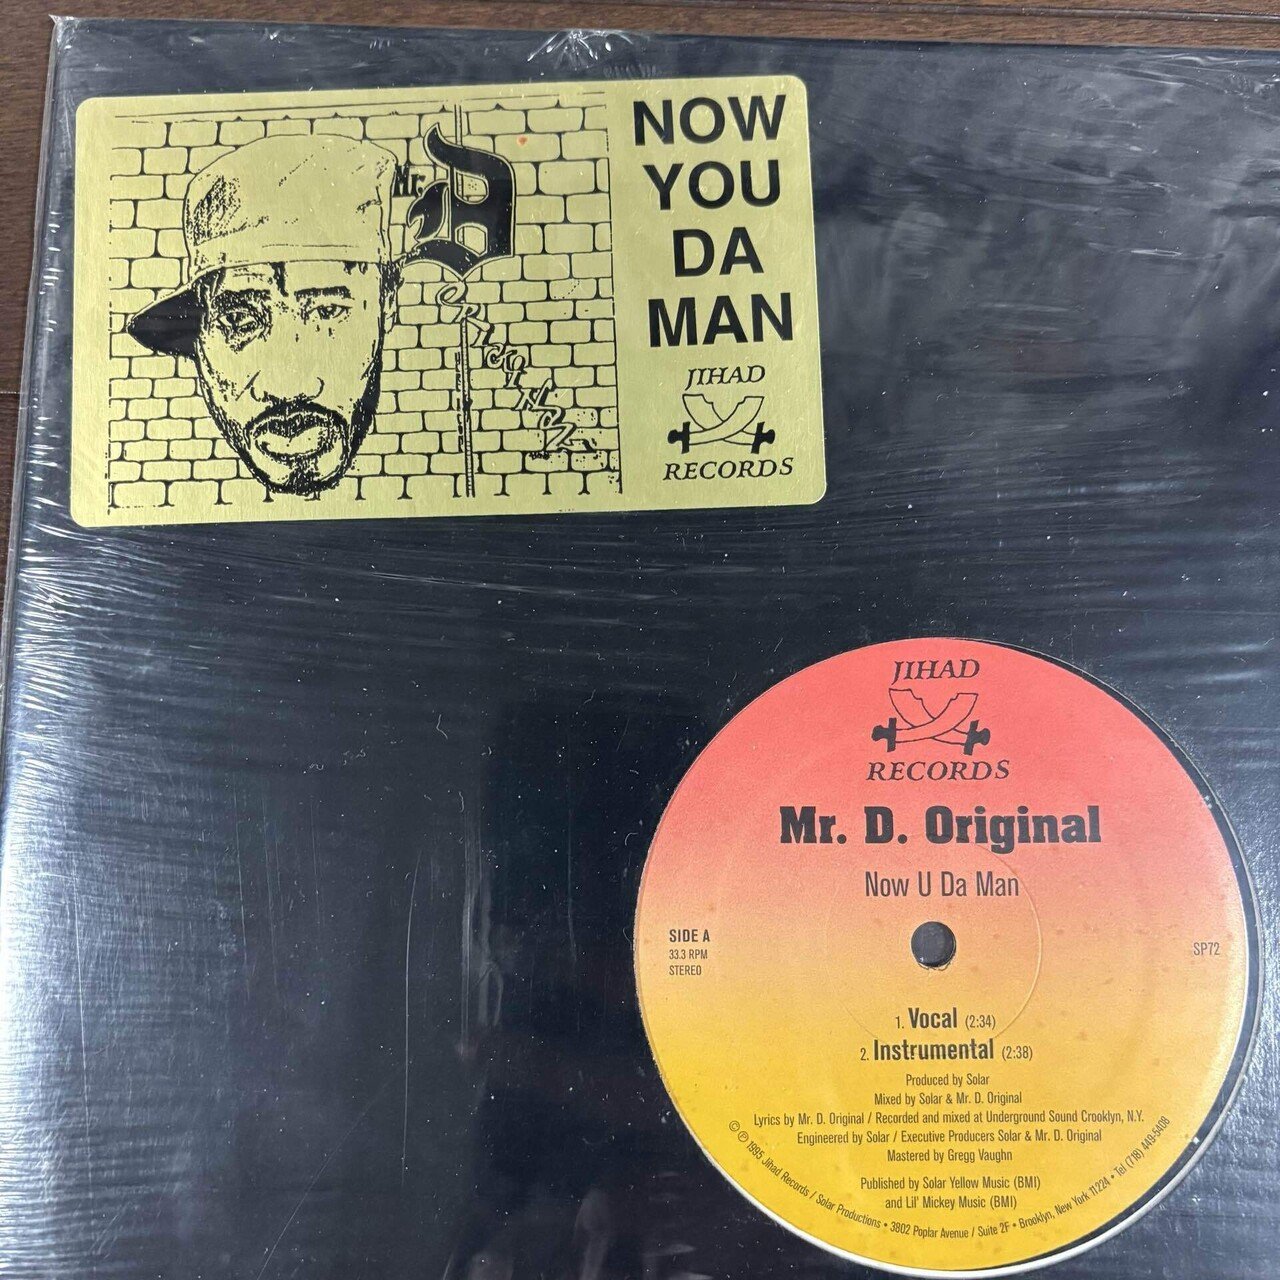 NOW
YOU
DA
MAN
JIHAD
RECORDS
Mr. D
JIHAD
RECORDS
Mr. D. Original
Now U Da Man
SIDE A
33.3 RPM
STEREO
SP72
1. Vocal (2:34)
2. Instrumental (2:38)
Produced by Solar
Mixed by Solar & Mr. D. Original
Lyrics by Mr. D. Original / Recorded and mixed at Underground Sound Crooklyn, N.Y.
Engineered by Solar / Executive Producers Solar & Mr. D. Original
Mastered by Gregg Vaughn
Published by Solar Yellow Music (BMI)
and Lil' Mickey Music (BMI)
© ℗ 1995 Jihad Records / Solar Productions • 3802 Poplar Avenue / Suite 2F • Brooklyn, New York 11224 • Tel (718) 449-5408